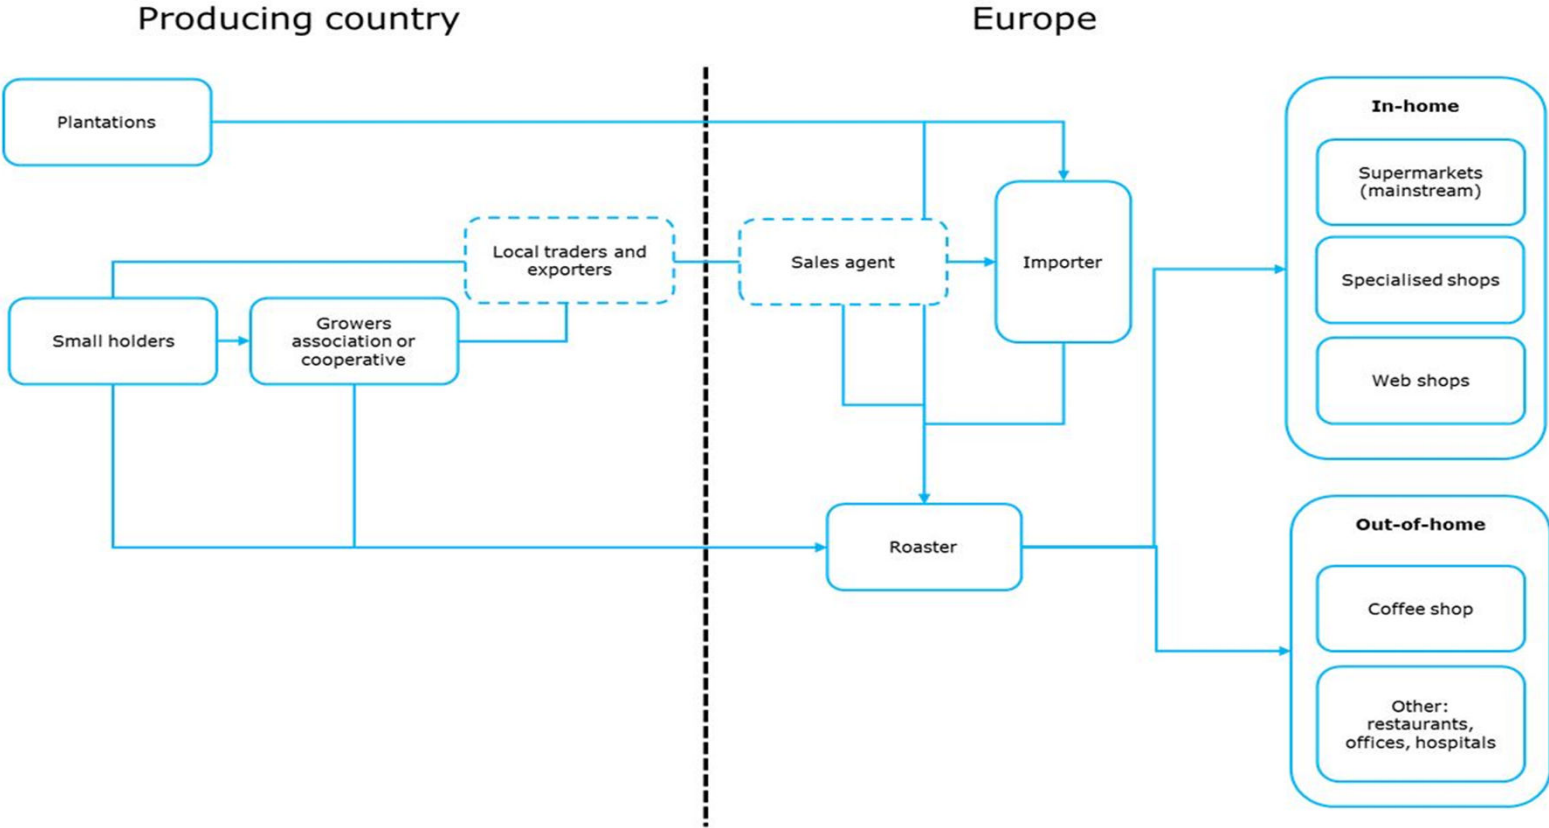 Producing country
Europe
Plantations
Local traders and
exporters
Sales agent
Importer
Small holders
Growers
association or
cooperative
Roaster
In-home
Supermarkets
(mainstream)
Specialised shops
Web shops
Out-of-home
Coffee shop
Other:
restaurants,
offices, hospitals